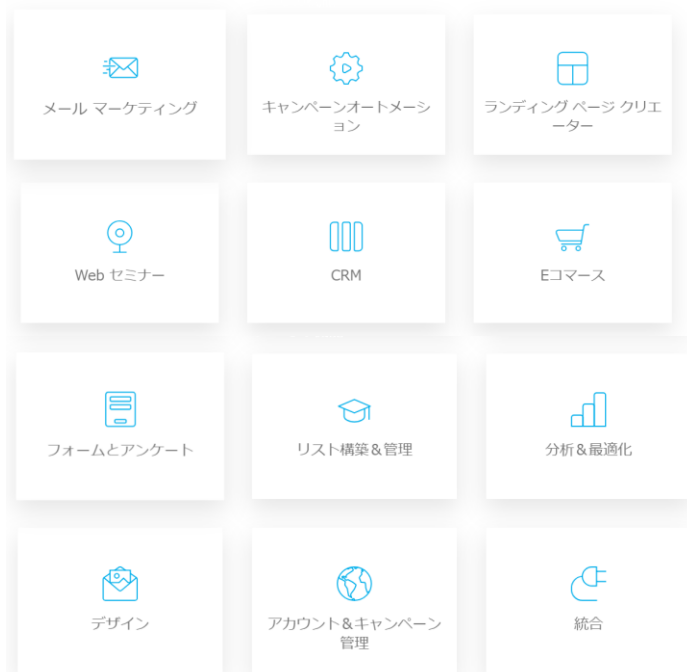 メール マーケティング
キャンペーンオートメーシ
ョン
ランディング ページ クリエ
ーター
Web セミナー
CRM
Eコマース
フォームとアンケート
リスト構築&管理
分析&最適化
デザイン
アカウント&キャンペーン
管理
統合